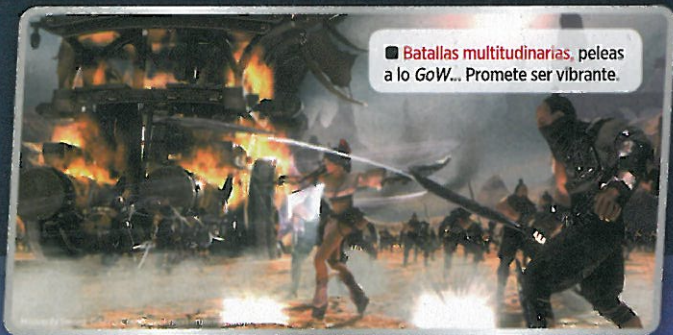 ■ Batallas multitudinarias, peleas
a lo GoW... Promete ser vibrante.